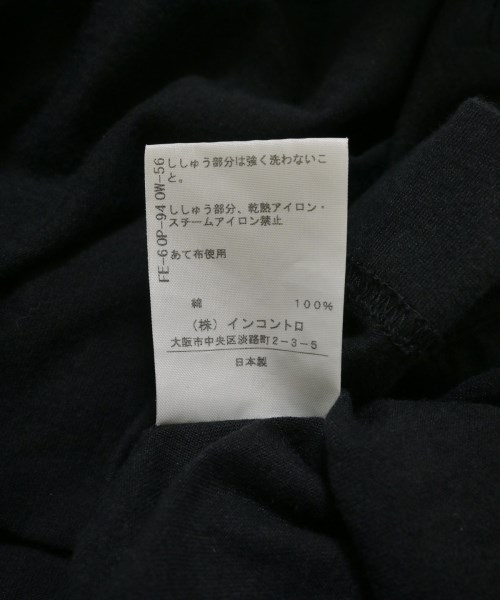 ししゅう部分は強く洗わないこ
と。
ししゅう部分、乾熱アイロン・
スチームアイロン禁止
あて布使用
綿 100%
(株)インコントロ
大阪市中央区淡路町2-3-5
日本製
FE-60P-940W-56